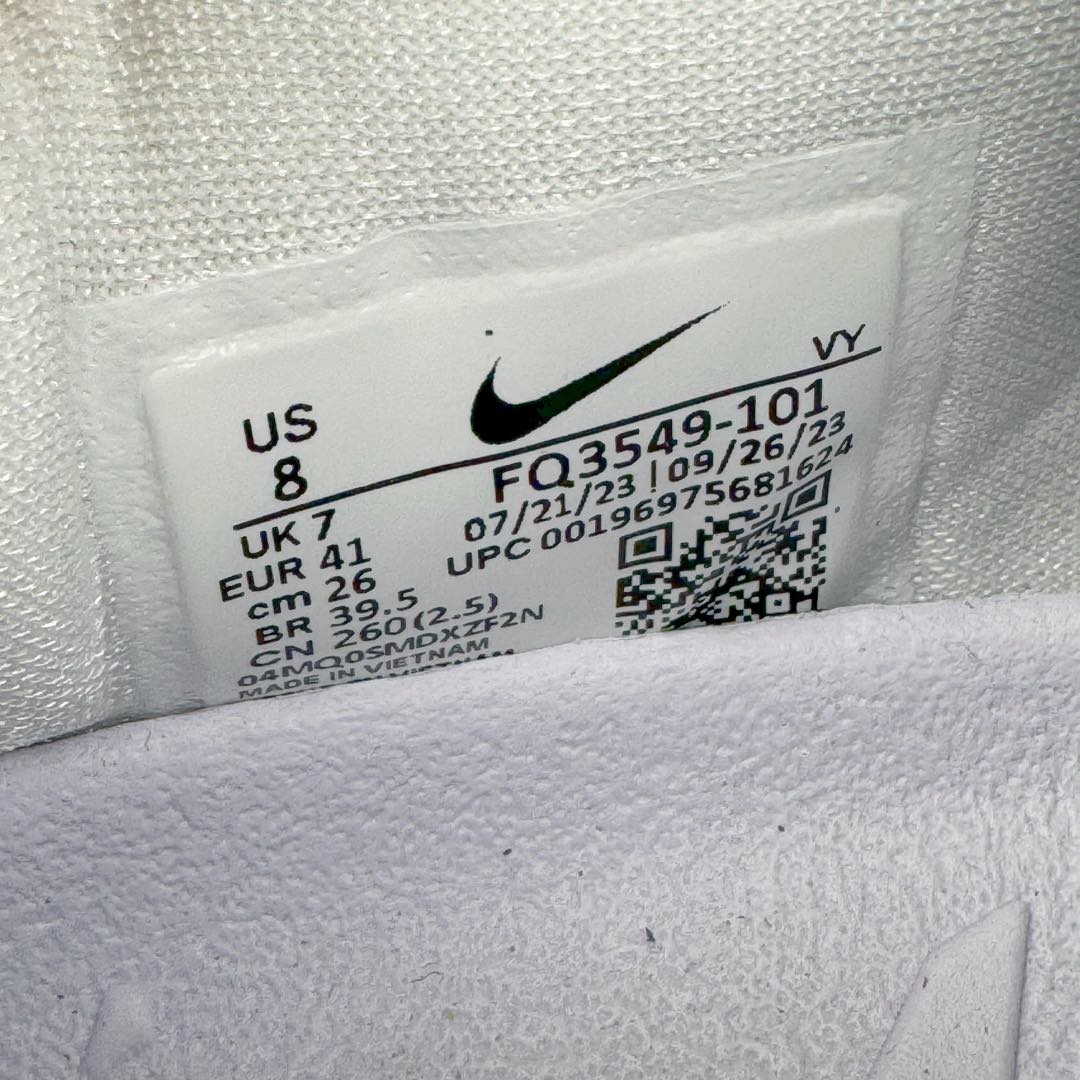 US
8
VY
UK 7
EUR 41
cm 26
BR 39.5
CN 260(2.5)
04MQ0SMDXZF2N
MADE IN VIETNAM
FQ3549-101
07/21/23 | 09/26/23
UPC 00196975681624